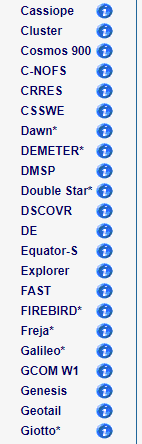 Cassiope
Cluster
Cosmos 900
C-NOFS
CRRES
CSSWE
Dawn*
DEMETER*
DMSP
Double Star*
DSCOVR
DE
Equator-S
Explorer
FAST
FIREBIRD*
Freja*
Galileo*
GCOM W1
Genesis
Geotail
Giotto*